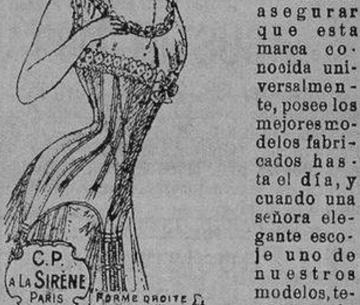 asegurar
que esta
marca co-
nocida uni-
versalmen-
te, posee los
mejores mo-
delos fabri-
cados has-
ta el día, y
cuando una
señora ele-
gante esco-
je uno de
nuestros
modelos, te-
C.P.
A LA SIRÈNE
PARIS
FORME DROITE